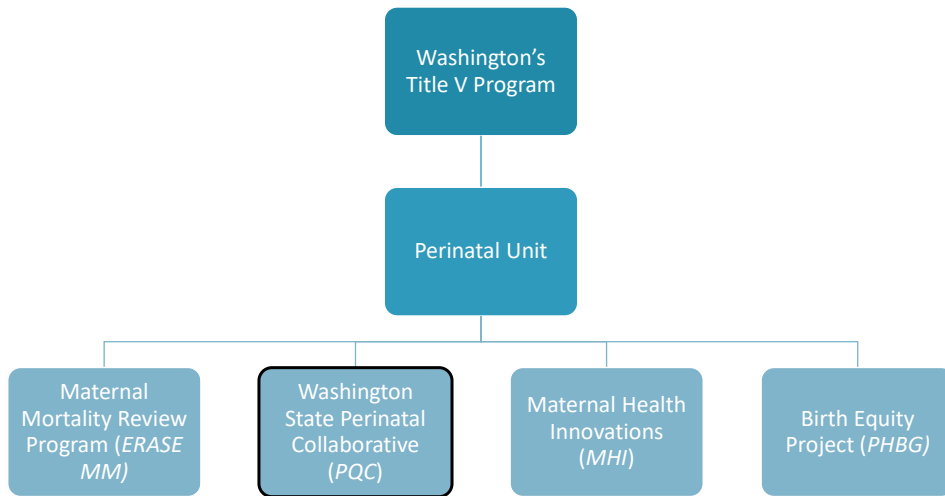 Washington's
Title V Program
Perinatal Unit
Maternal
Mortality Review
Program (ERASE
MM)
Washington
State Perinatal
Collaborative
(PQC)
Maternal Health
Innovations
(MHI)
Birth Equity
Project (PHBG)